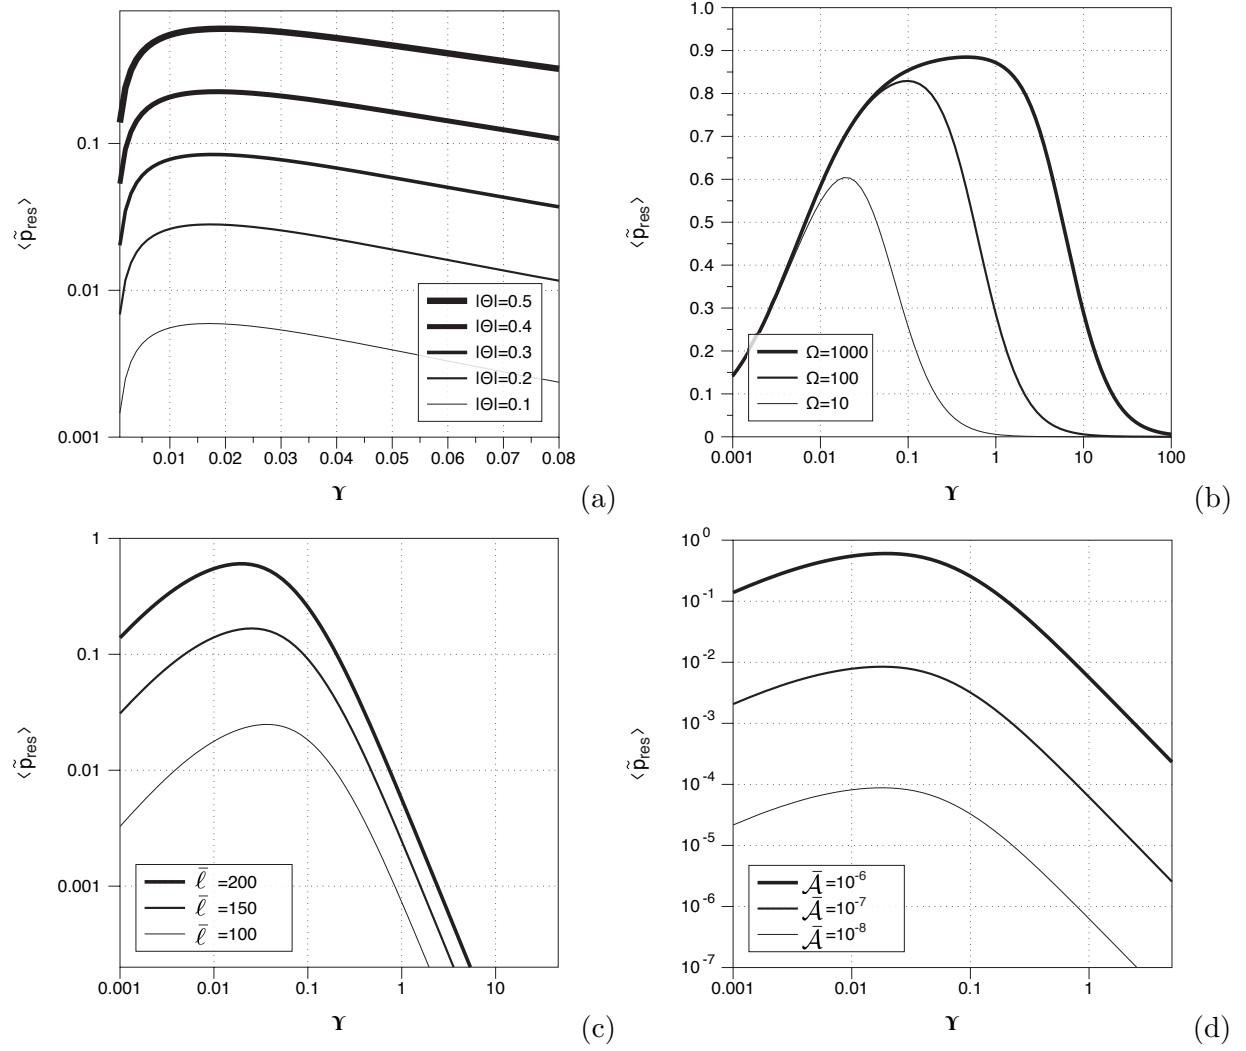 0.1
0.01
0.001
⟨p̃res⟩
|Θ|=0.5
|Θ|=0.4
|Θ|=0.3
|Θ|=0.2
|Θ|=0.1
0.01 0.02 0.03 0.04 0.05 0.06 0.07 0.08
ϒ
(a)
1.0
0.9
0.8
0.7
0.6
0.5
0.4
0.3
0.2
0.1
0
⟨p̃res⟩
Ω=1000
Ω=100
Ω=10
0.001 0.01 0.1 1 10 100
ϒ
(b)
1
0.1
0.01
0.001
⟨p̃res⟩
ℓ̄ =200
ℓ̄ =150
ℓ̄ =100
0.001 0.01 0.1 1 10
ϒ
(c)
10^0
10^-1
10^-2
10^-3
10^-4
10^-5
10^-6
10^-7
⟨p̃res⟩
𝒜̄=10^-6
𝒜̄=10^-7
𝒜̄=10^-8
0.001 0.01 0.1 1
ϒ
(d)